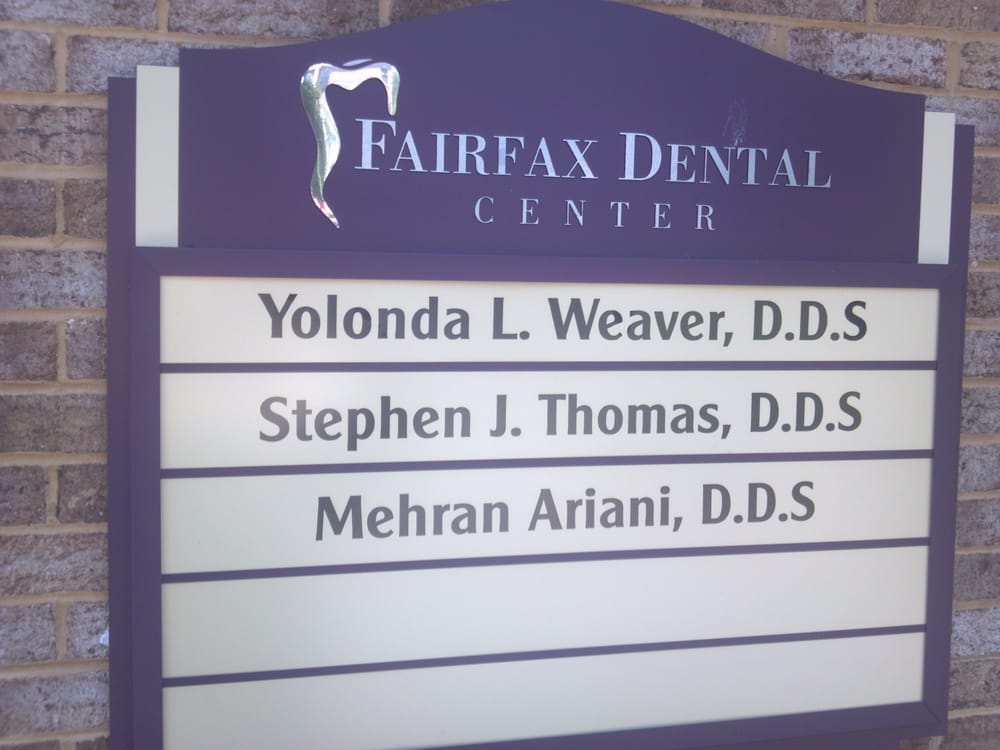 FAIRFAX DENTAL
CENTER
Yolonda L. Weaver, D.D.S
Stephen J. Thomas, D.D.S
Mehran Ariani, D.D.S